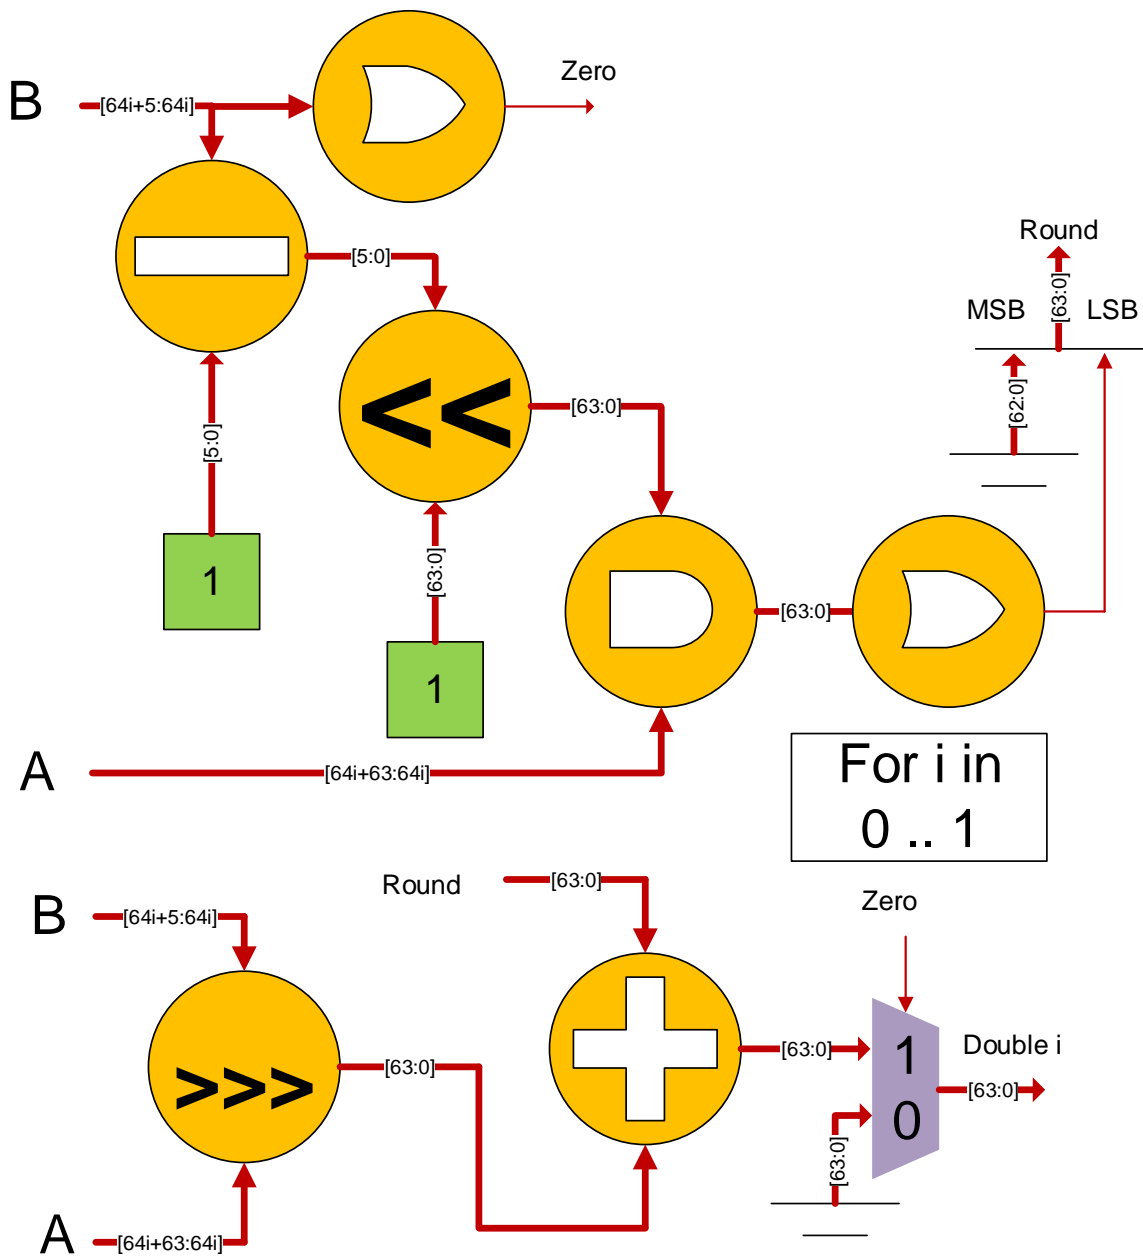 B
[64i+5:64i]
Zero
[5:0]
Round
MSB
[63:0]
LSB
[62:0]
<<
[63:0]
[5:0]
1
[63:0]
[63:0]
1
A
[64i+63:64i]
For i in
0 .. 1
Round
[63:0]
B
[64i+5:64i]
Zero
>>>
[63:0]
[63:0]
1
0
Double i
[63:0]
[63:0]
A
[64i+63:64i]